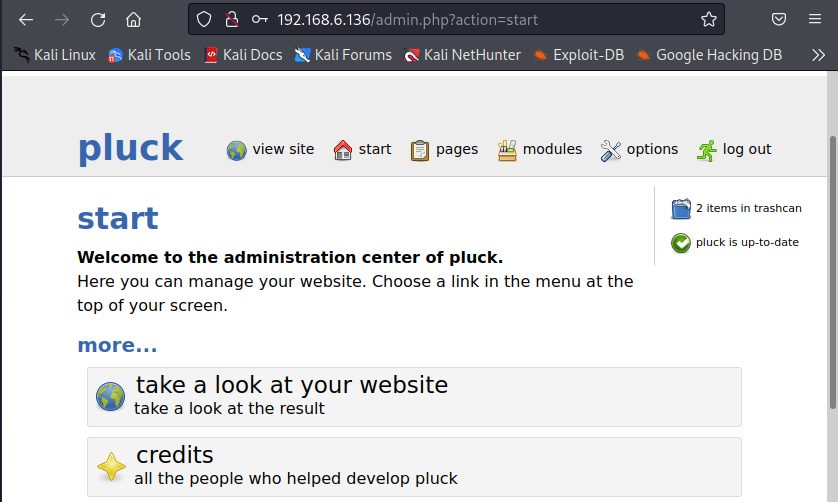 192.168.6.136/admin.php?action=start
Kali Linux Kali Tools Kali Docs Kali Forums Kali NetHunter Exploit-DB Google Hacking DB
pluck view site start pages modules options log out
2 items in trashcan
pluck is up-to-date
start
Welcome to the administration center of pluck.
Here you can manage your website. Choose a link in the menu at the
top of your screen.
more...
take a look at your website
take a look at the result
credits
all the people who helped develop pluck